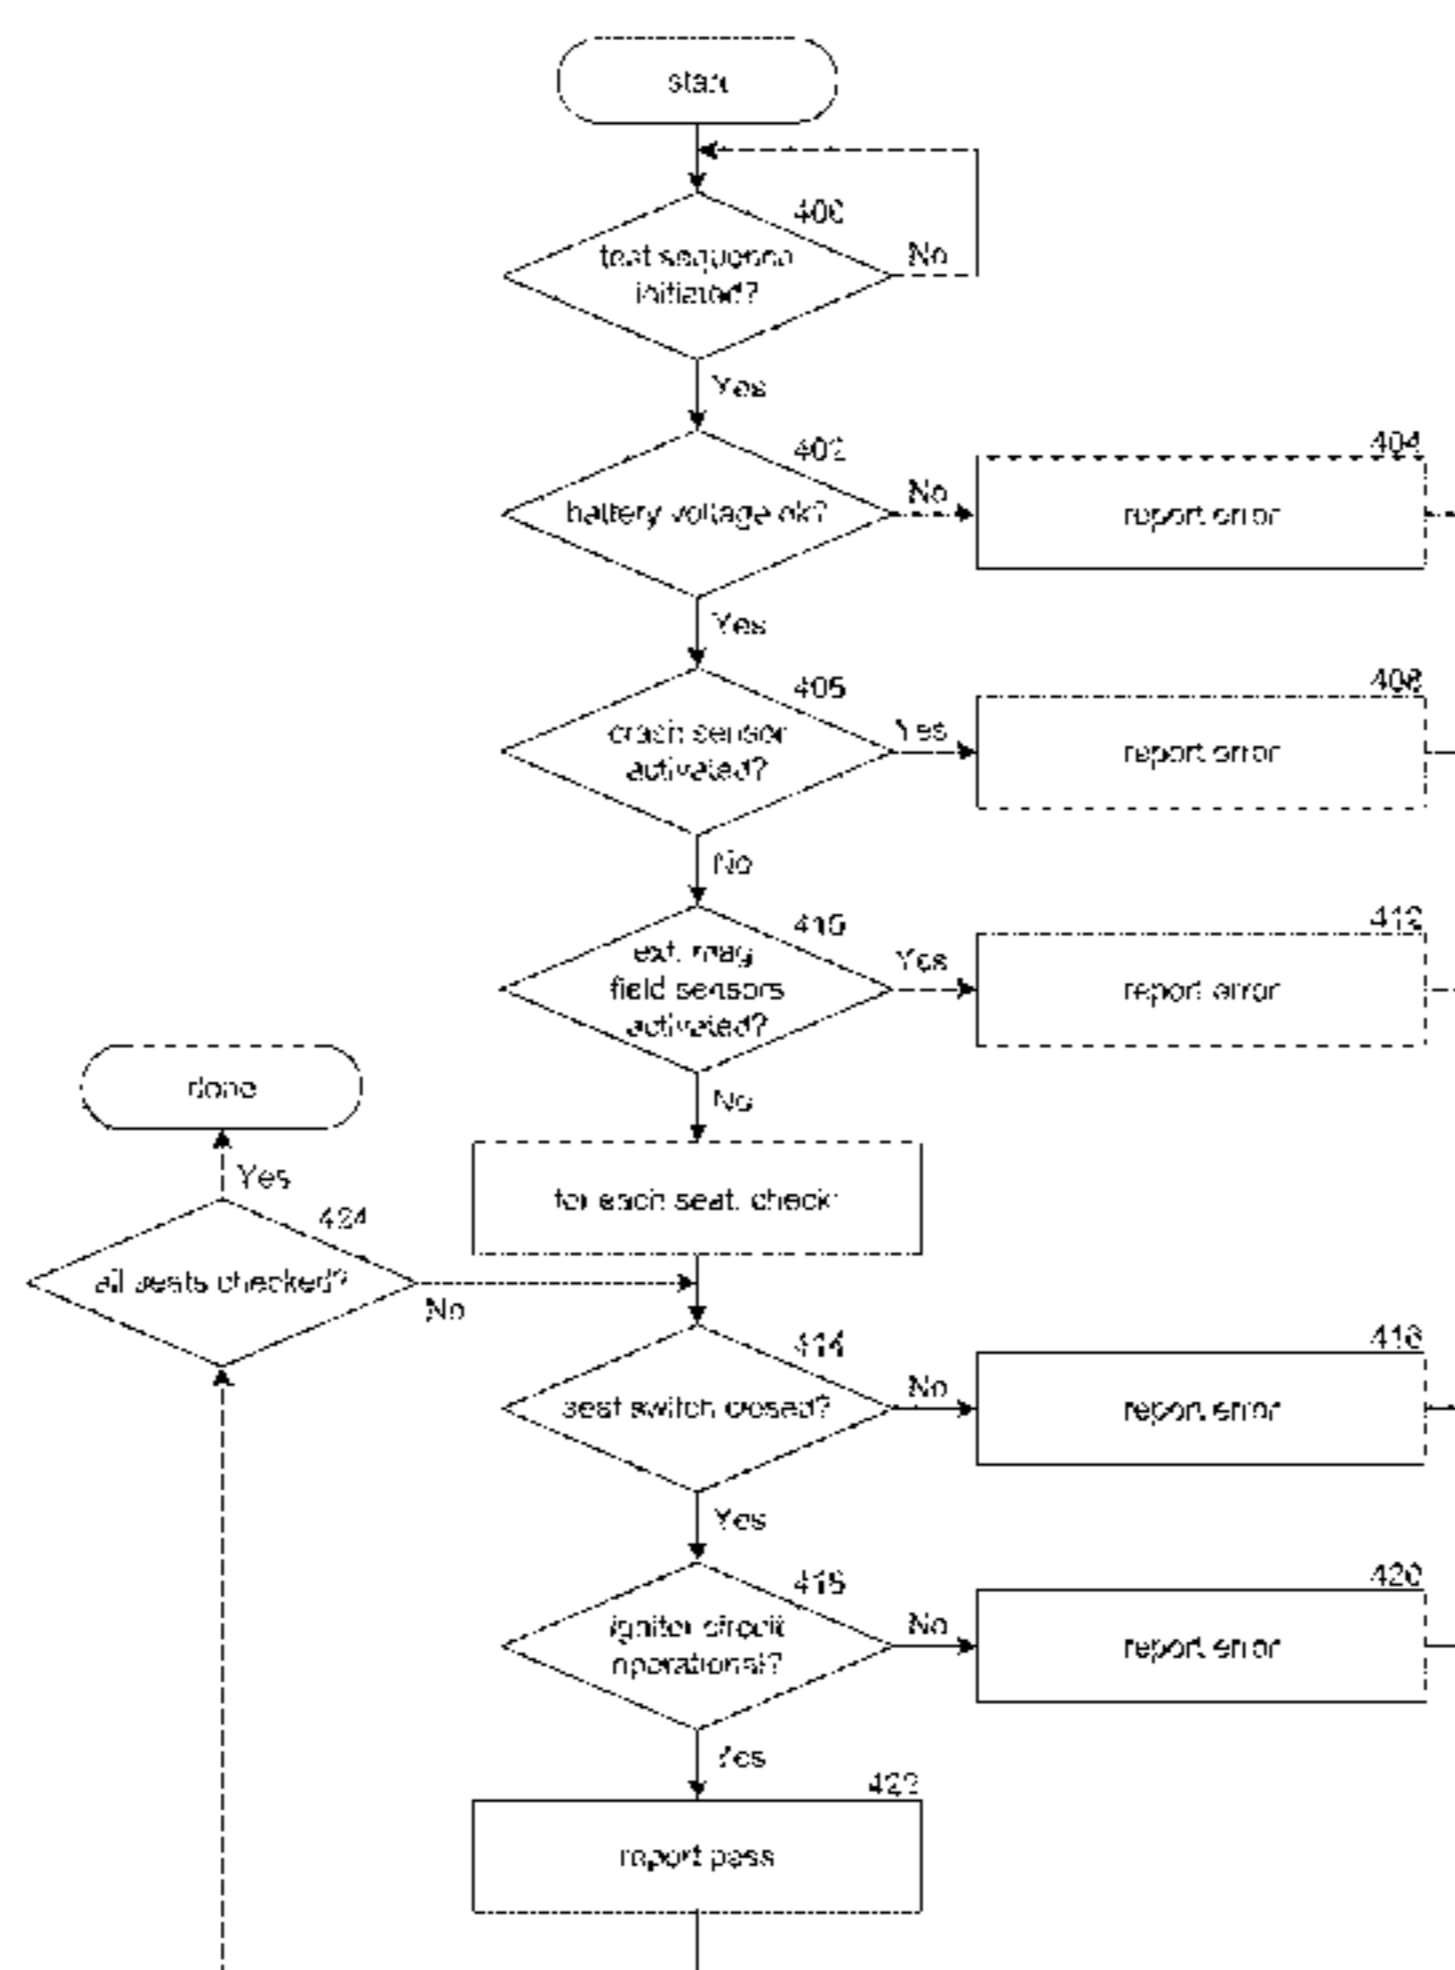 start
400
test sequence
initiated?
No
Yes
402
battery voltage ok?
No
404
report error
Yes
406
crash sensor
activated?
Yes
408
report error
No
410
ext. mag
field sensors
activated?
Yes
412
report error
No
done
Yes
for each seat, check:
424
all seats checked?
No
414
seat switch closed?
No
416
report error
Yes
418
igniter circuit
operational?
No
420
report error
Yes
422
report pass